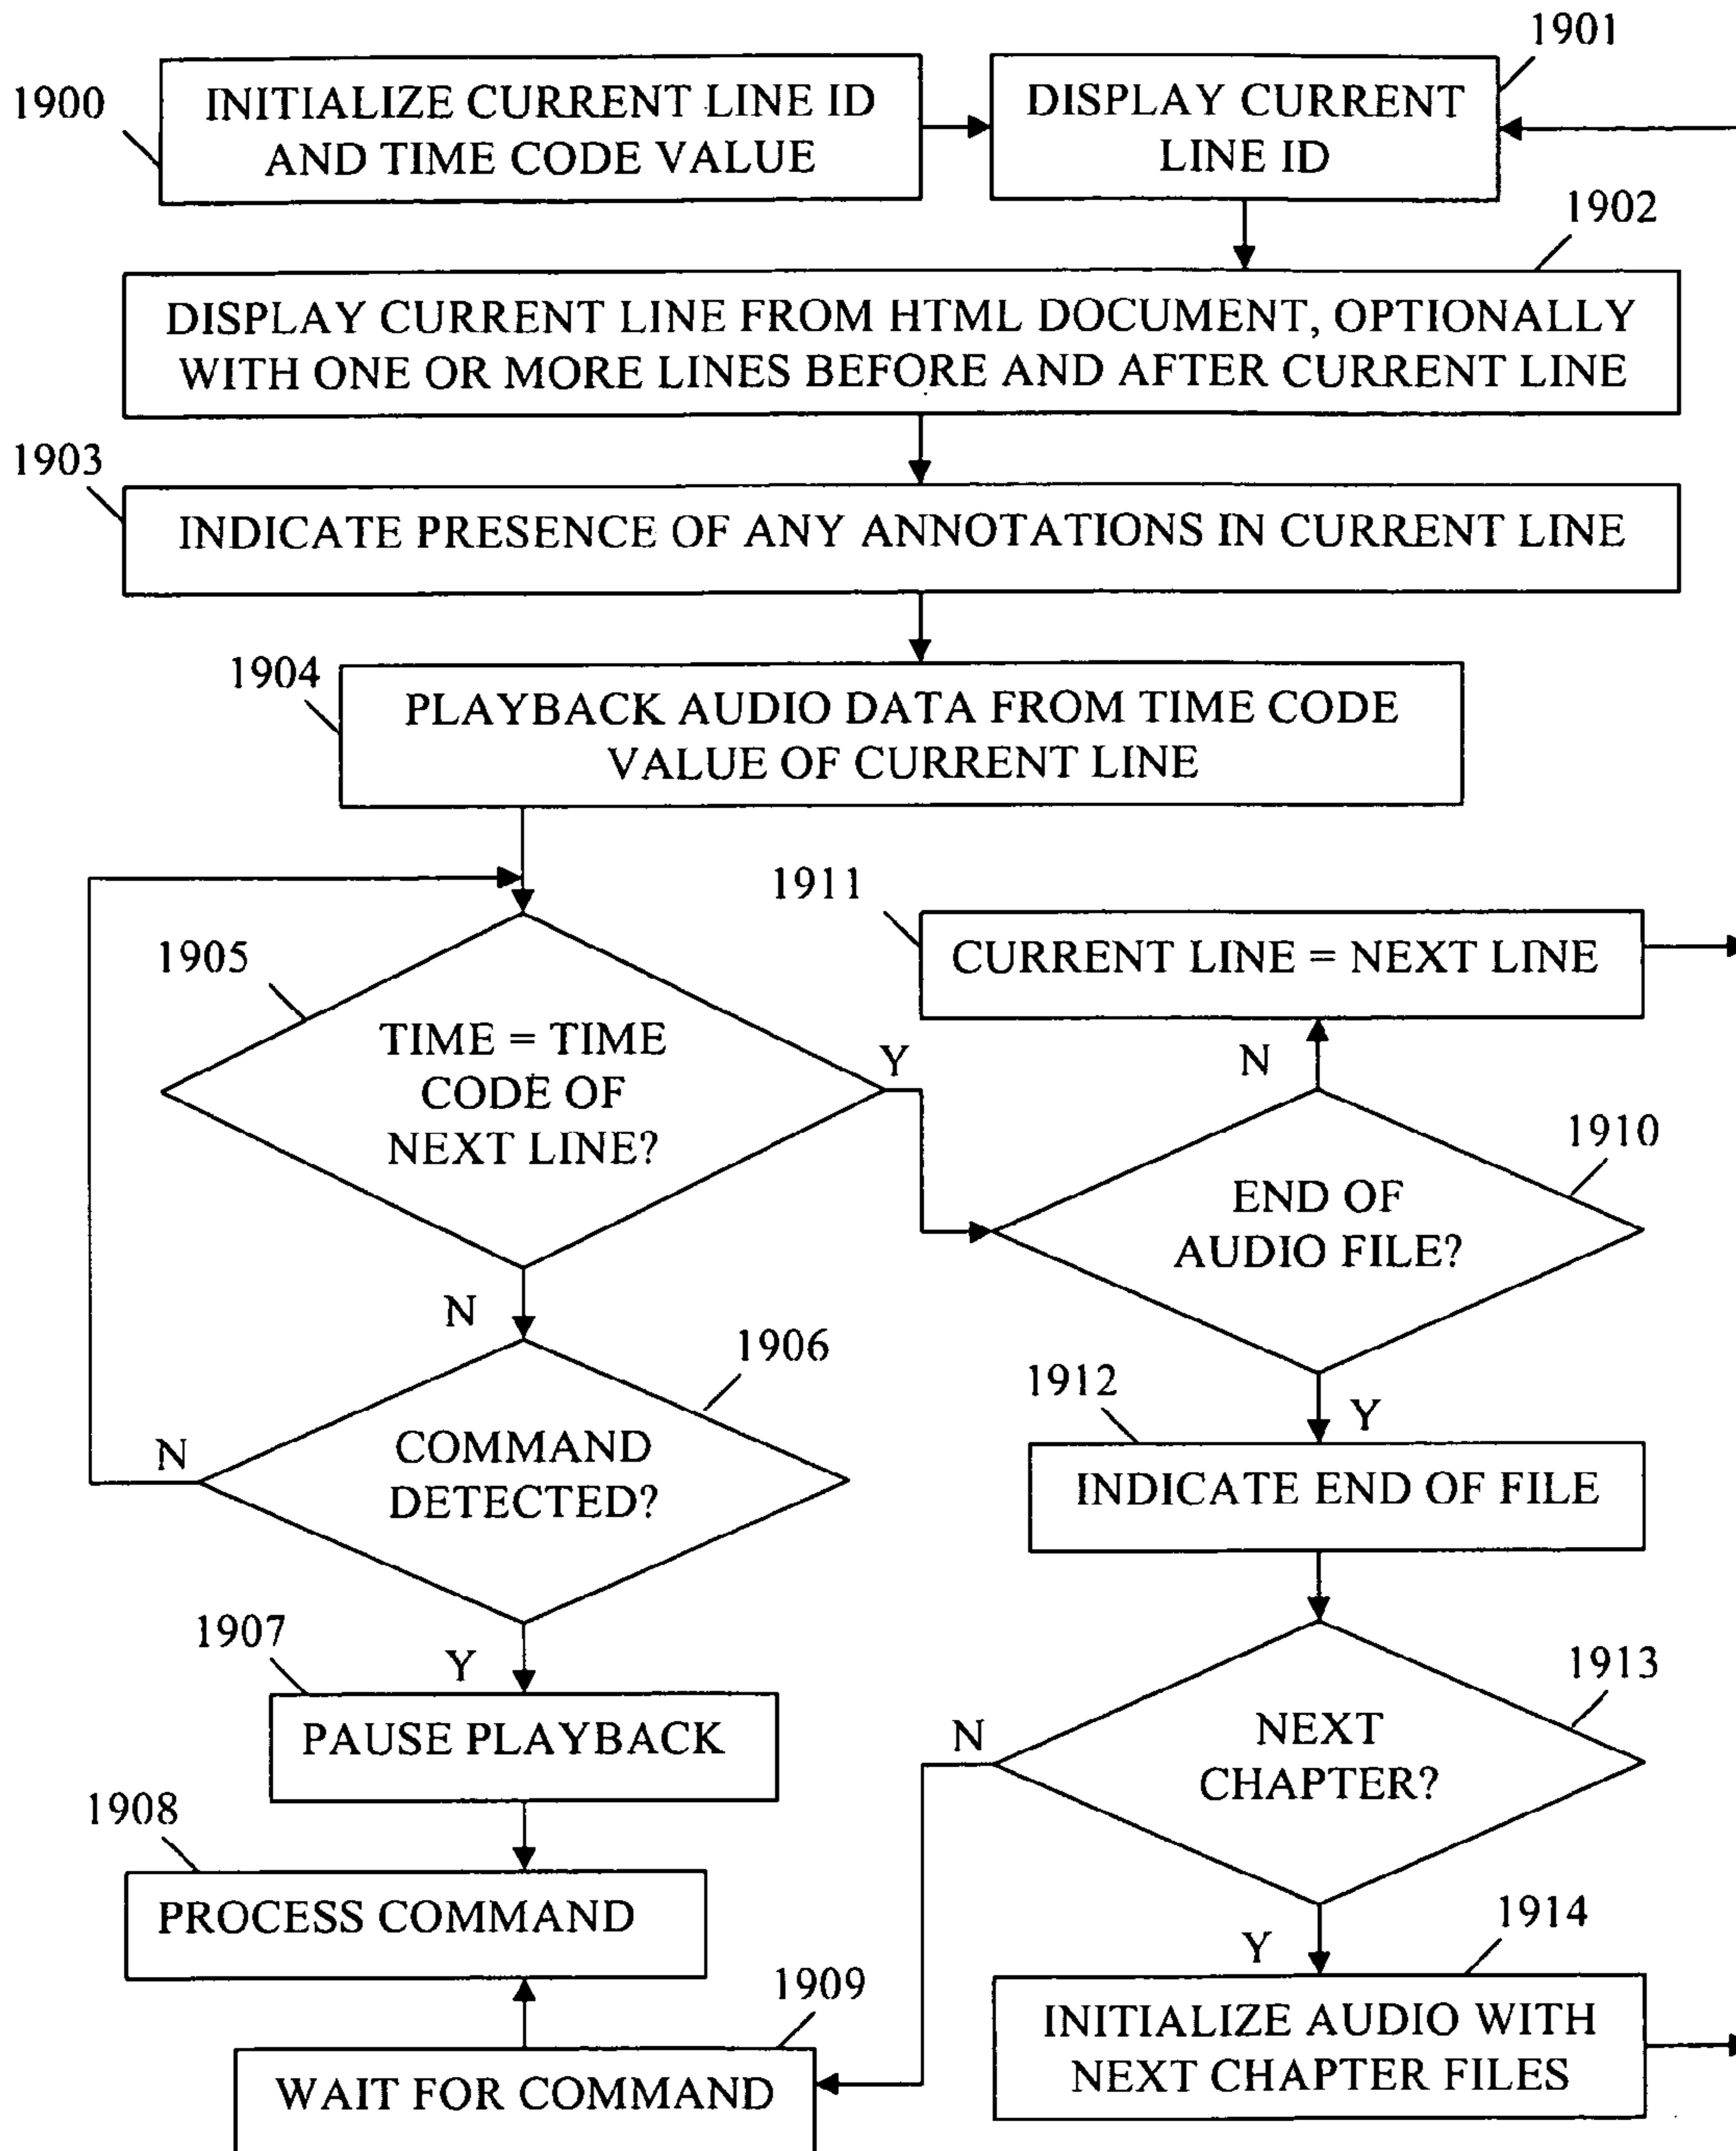 1900
INITIALIZE CURRENT LINE ID
AND TIME CODE VALUE
1901
DISPLAY CURRENT
LINE ID
1902
DISPLAY CURRENT LINE FROM HTML DOCUMENT, OPTIONALLY
WITH ONE OR MORE LINES BEFORE AND AFTER CURRENT LINE
1903
INDICATE PRESENCE OF ANY ANNOTATIONS IN CURRENT LINE
1904
PLAYBACK AUDIO DATA FROM TIME CODE
VALUE OF CURRENT LINE
1905
TIME = TIME
CODE OF
NEXT LINE?
Y
N
1911
CURRENT LINE = NEXT LINE
N
1910
END OF
AUDIO FILE?
Y
1906
COMMAND
DETECTED?
N
Y
1912
INDICATE END OF FILE
1907
PAUSE PLAYBACK
1913
NEXT
CHAPTER?
N
Y
1908
PROCESS COMMAND
1909
WAIT FOR COMMAND
1914
INITIALIZE AUDIO WITH
NEXT CHAPTER FILES